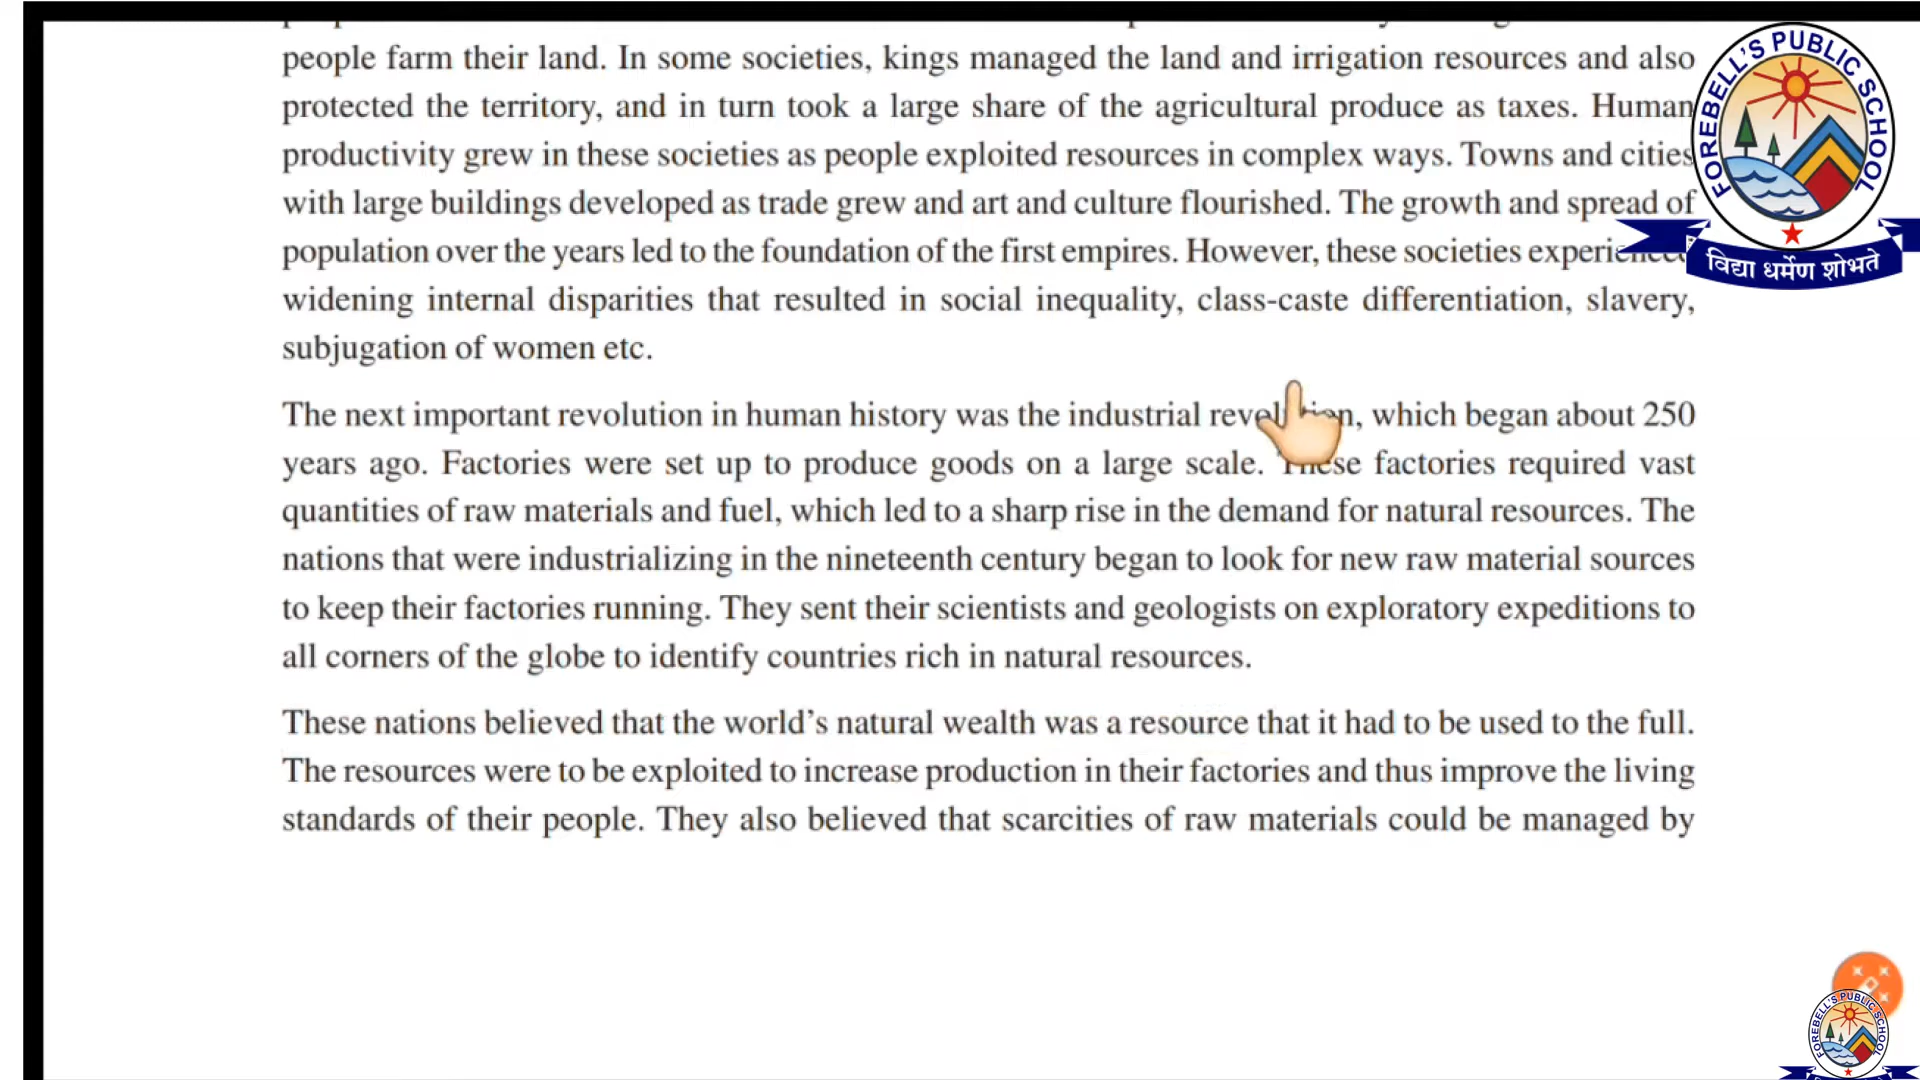 people farm their land. In some societies, kings managed the land and irrigation resources and also
protected the territory, and in turn took a large share of the agricultural produce as taxes. Human
productivity grew in these societies as people exploited resources in complex ways. Towns and cities
with large buildings developed as trade grew and art and culture flourished. The growth and spread of
population over the years led to the foundation of the first empires. However, these societies
widening internal disparities that resulted in social inequality, class-caste differentiation, slavery,
subjugation of women etc.
The next important revolution in human history was the industrial revolution, which began about 250
years ago. Factories were set up to produce goods on a large scale. These factories required vast
quantities of raw materials and fuel, which led to a sharp rise in the demand for natural resources. The
nations that were industrializing in the nineteenth century began to look for new raw material sources
to keep their factories running. They sent their scientists and geologists on exploratory expeditions to
all corners of the globe to identify countries rich in natural resources.
These nations believed that the world's natural wealth was a resource that it had to be used to the full.
The resources were to be exploited to increase production in their factories and thus improve the living
standards of their people. They also believed that scarcities of raw materials could be managed by
FOREBELL'S PUBLIC SCHOOL
विद्या धर्मेण शोभते
FOREBELL'S PUBLIC SCHOOL